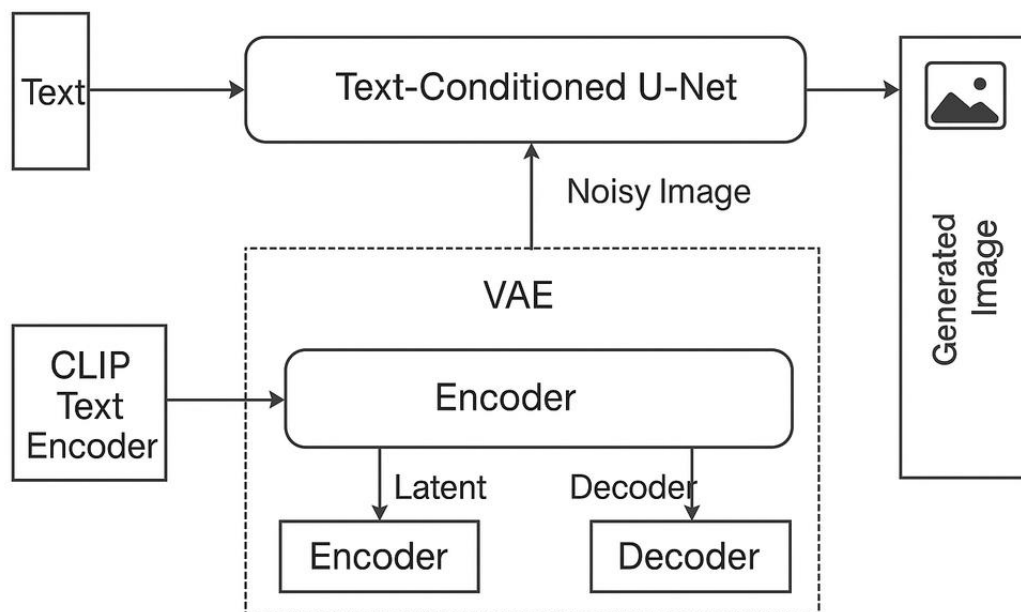 Text
Text-Conditioned U-Net
Noisy Image
Generated
Image
VAE
CLIP
Text
Encoder
Encoder
Latent
Decoder
Encoder
Decoder